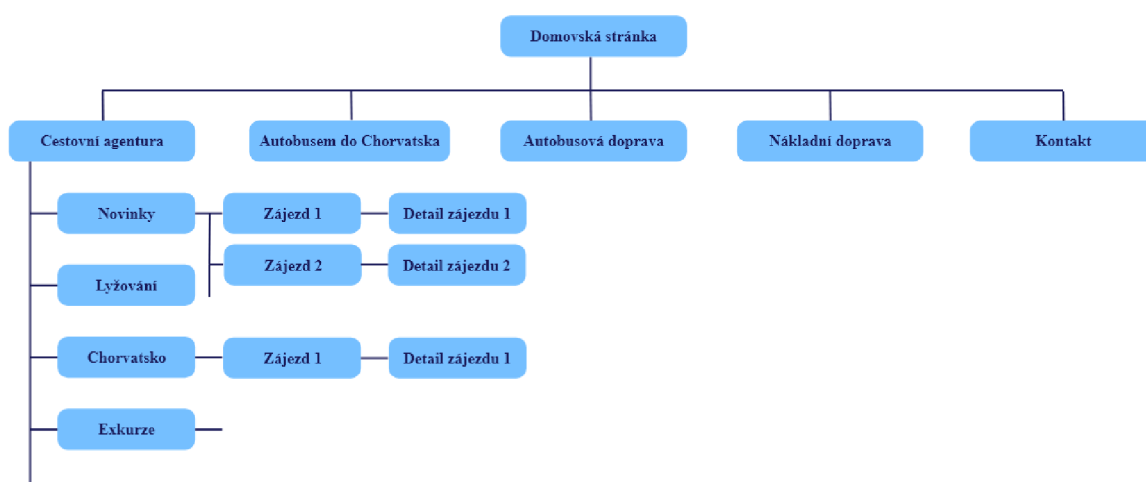 Domovská stránka
Cestovní agentura
Autobusem do Chorvatska
Autobusová doprava
Nákladní doprava
Kontakt
Novinky
Zájezd 1
Detail zájezdu 1
Zájezd 2
Detail zájezdu 2
Lyžování
Chorvatsko
Zájezd 1
Detail zájezdu 1
Exkurze